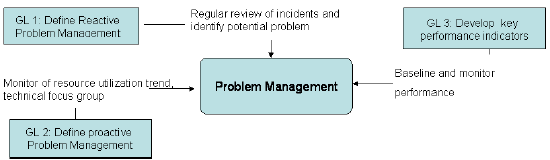 GL 1: Define Reactive
Problem Management
Regular review of incidents and
identify potential problem
GL 3: Develop key
performance indicators
Monitor of resource utilization trend,
technical focus group
Problem Management
Baseline and monitor
performance
GL 2: Define proactive
Problem Management